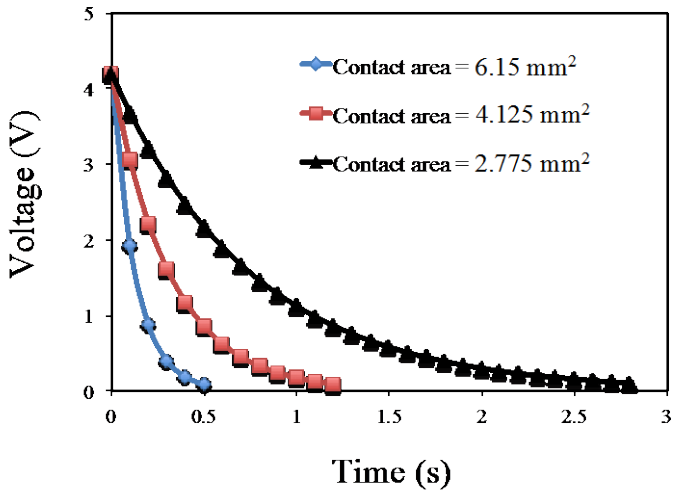 5
4
3
2
1
0
Voltage (V)
Contact area = 6.15 mm²
Contact area = 4.125 mm²
Contact area = 2.775 mm²
0 0.5 1 1.5 2 2.5 3
Time (s)